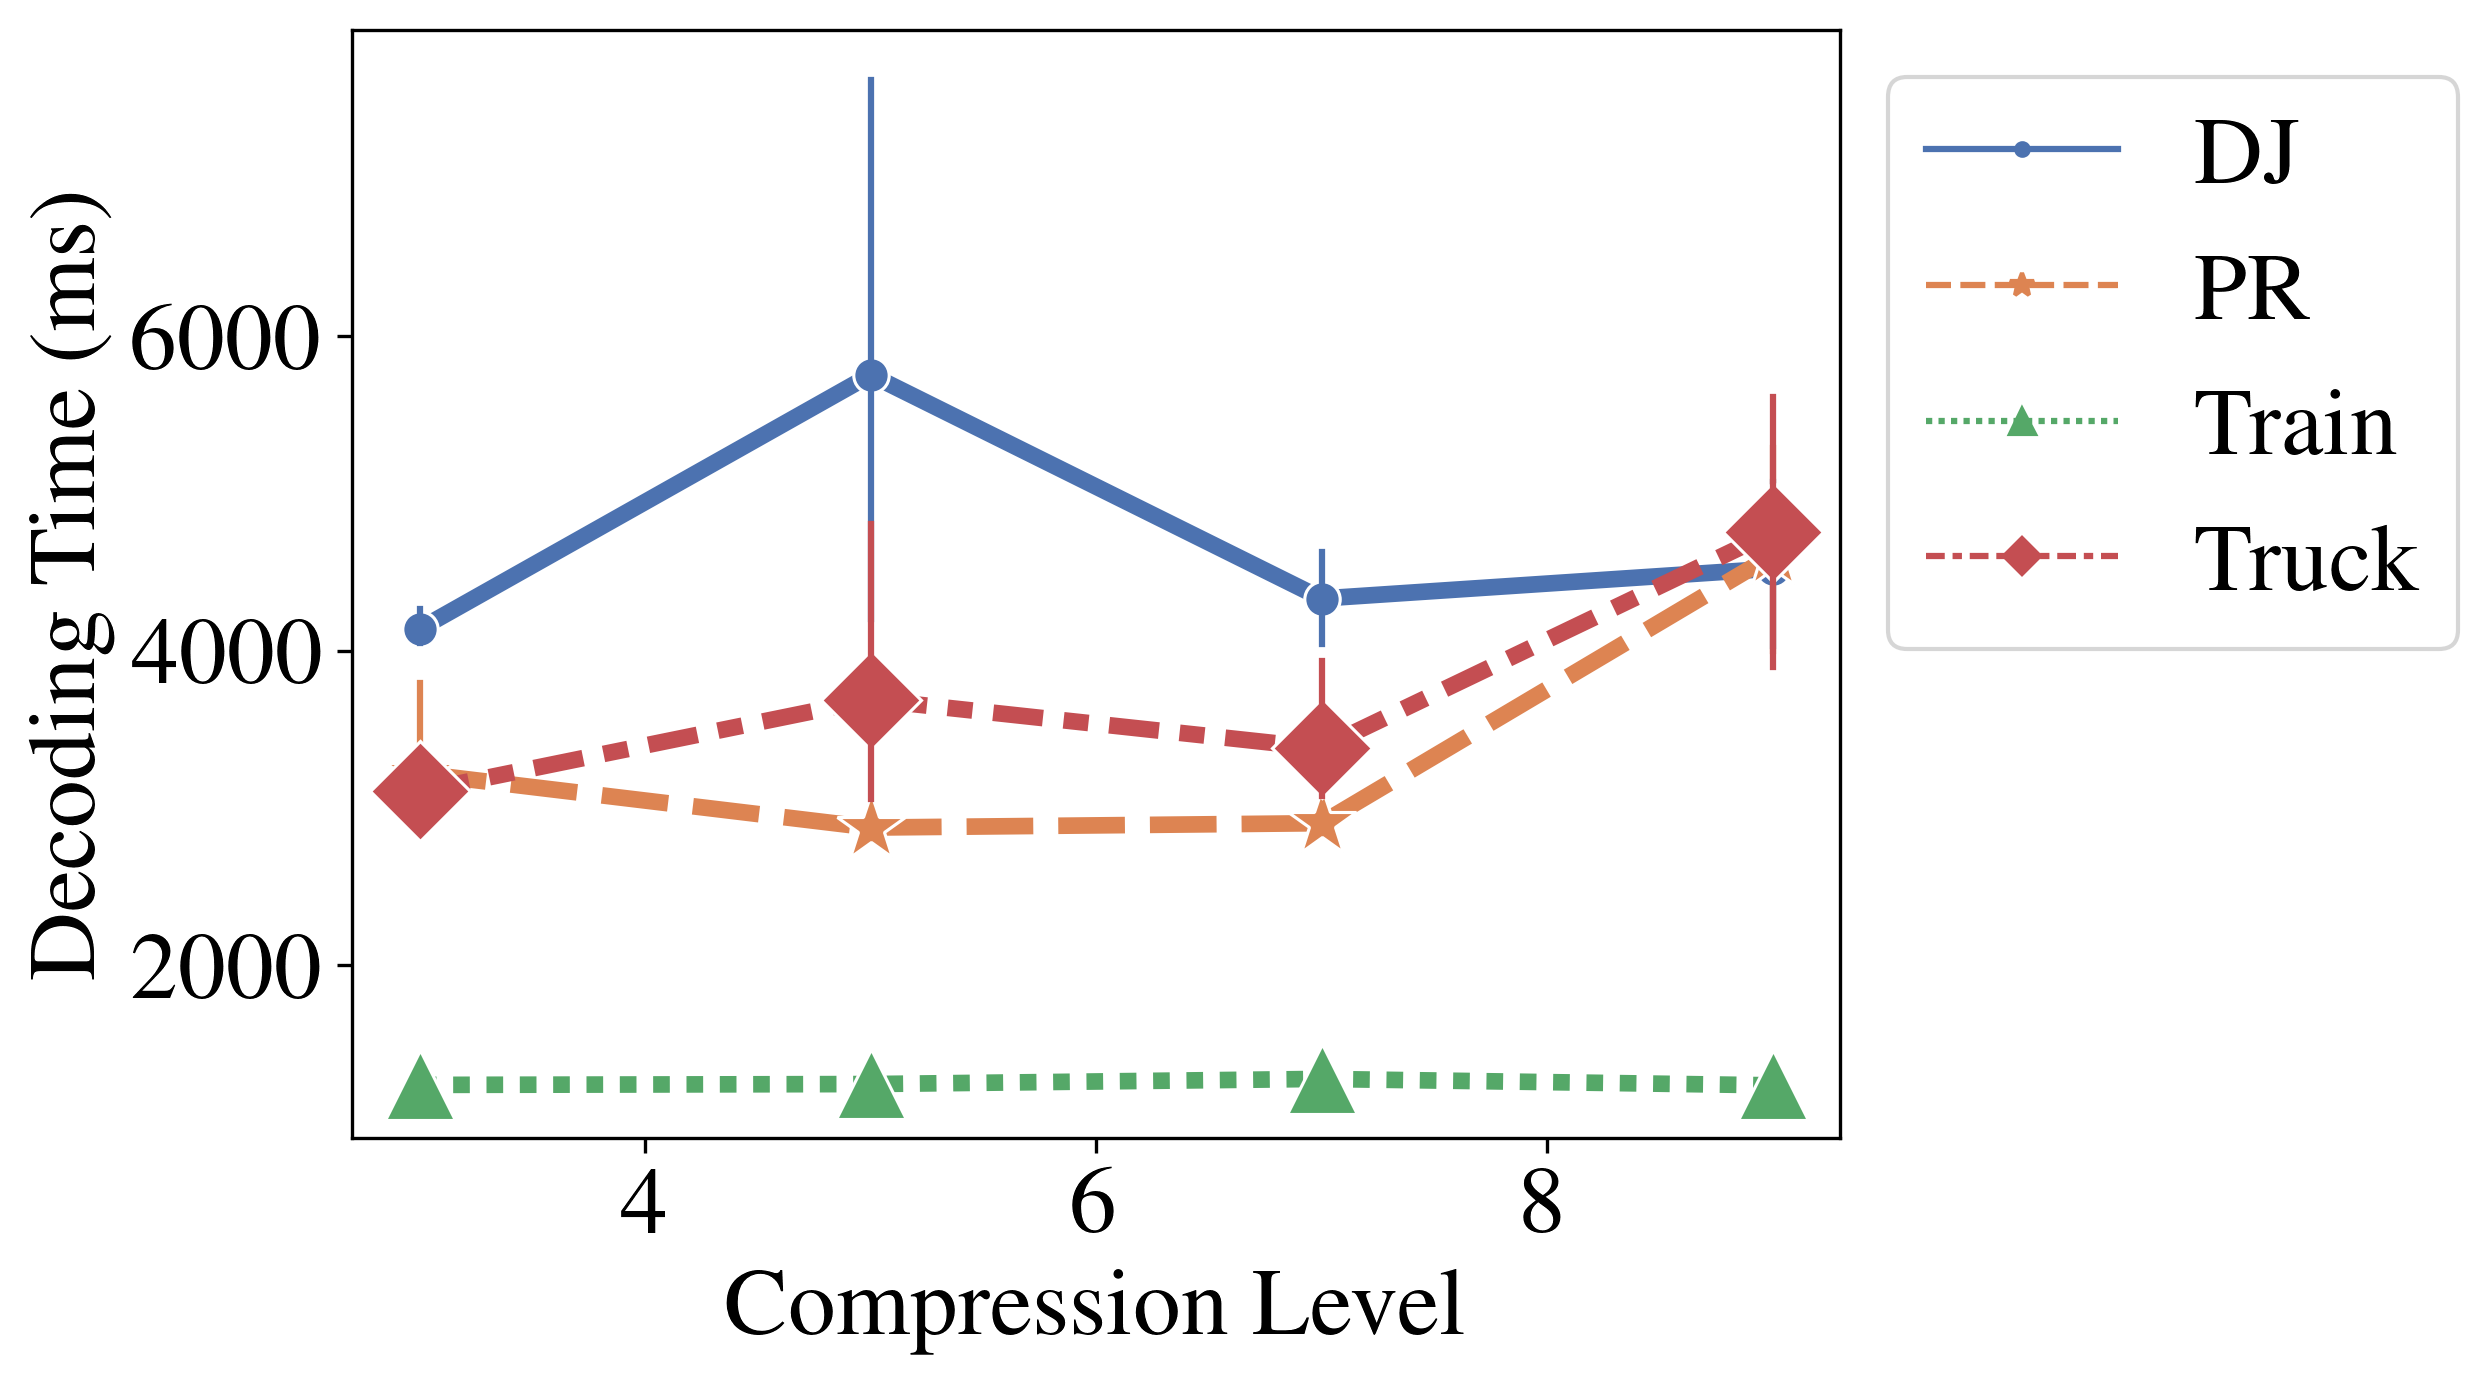 Decoding Time (ms)
6000
4000
2000
4 6 8
Compression Level
DJ
PR
Train
Truck